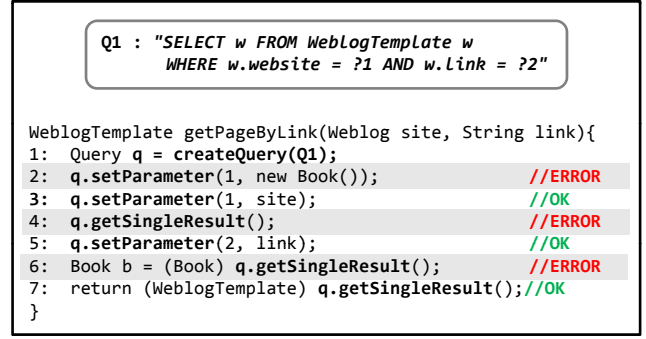 Q1 : "SELECT w FROM WeblogTemplate w
WHERE w.website = ?1 AND w.link = ?2"
WeblogTemplate getPageByLink(Weblog site, String link){
1: Query q = createQuery(Q1);
2: q.setParameter(1, new Book()); //ERROR
3: q.setParameter(1, site); //OK
4: q.getSingleResult(); //ERROR
5: q.setParameter(2, link); //OK
6: Book b = (Book) q.getSingleResult(); //ERROR
7: return (WeblogTemplate) q.getSingleResult();//OK
}